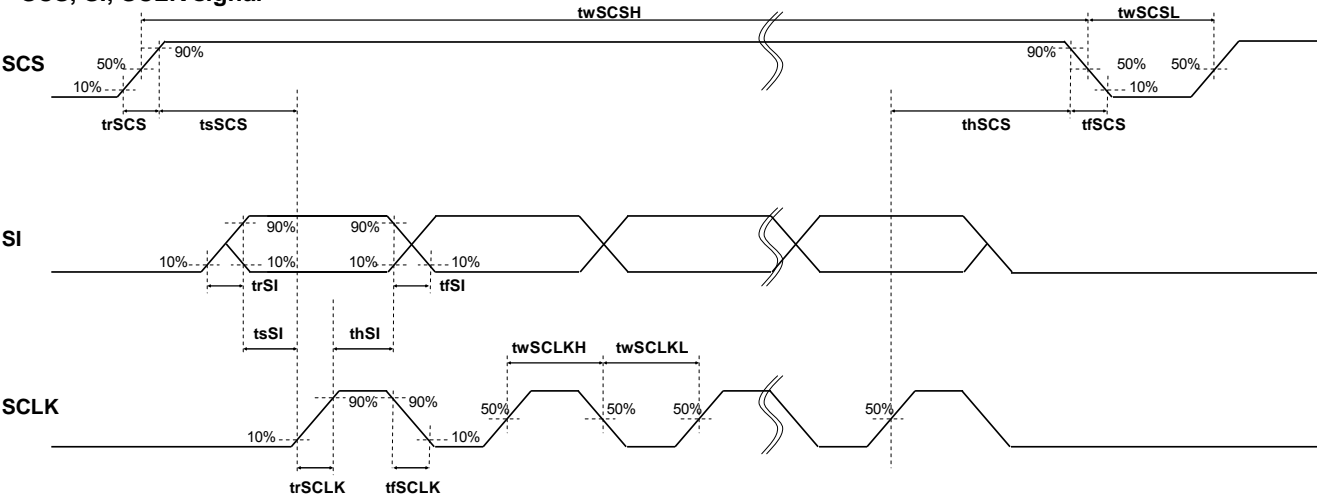 SCS, SI, SCLK signal
twSCSH
twSCSL
SCS
90%
50%
10%
90%
50%
50%
10%
trSCS
tsSCS
thSCS
tfSCS
SI
90%
90%
10%
10%
10%
10%
trSI
tfSI
tsSI
thSI
twSCLKH
twSCLKL
SCLK
90%
90%
50%
50%
50%
50%
10%
10%
trSCLK
tfSCLK